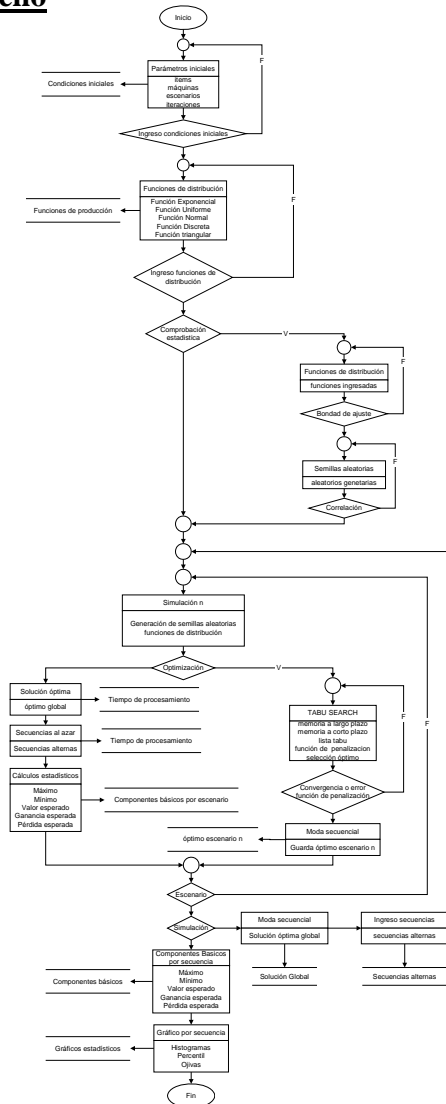 Inicio
F
Parámetros iniciales
items
máquinas
escenarios
iteraciones
Condiciones iniciales
Ingreso condiciones iniciales
F
Funciones de distribución
Función Exponencial
Función Uniforme
Función Normal
Función Discreta
Función triangular
Funciones de producción
Ingreso funciones de
distribución
Comprobación
estadística
V
F
Funciones de distribución
funciones ingresadas
Bondad de ajuste
F
Semillas aleatorias
aleatorios genetarias
Correlación
Simulación n
Generación de semillas aleatorias
funciones de distribución
Optimización
V
Solución óptima
óptimo global
Tiempo de procesamiento
Secuencias al azar
Secuencias alternas
Tiempo de procesamiento
Cálculos estadísticos
Máximo
Mínimo
Valor esperado
Ganancia esperada
Pérdida esperada
Componentes básicos por escenario
TABU SEARCH
memoria a largo plazo
memoria a corto plazo
lista tabu
función de penalizacion
selección óptimo
F
F
Convergencia o error
función de penalización
Moda secuencial
Guarda óptimo escenario n
óptimo escenario n
Escenario
Simulación
Moda secuencial
Solución óptima global
Ingreso secuencias
secuencias alternas
Solución Global
Secuencias alternas
Componentes Basicos
por secuencia
Máximo
Mínimo
Valor esperado
Ganancia esperada
Pérdida esperada
Componentes básicos
Gráfico por secuencia
Histogramas
Percentil
Ojivas
Gráficos estadísticos
Fin